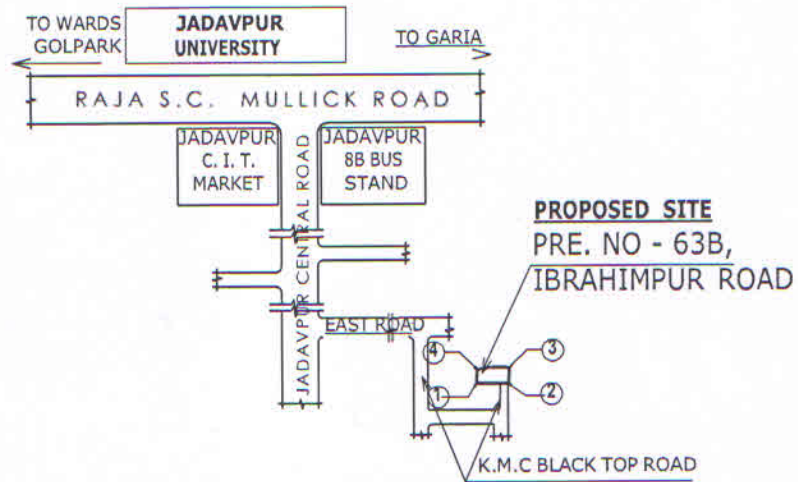 TO WARDS
GOLPARK
JADAVPUR
UNIVERSITY
TO GARIA
RAJA S.C. MULLICK ROAD
JADAVPUR
C. I. T.
MARKET
JADAVPUR
8B BUS
STAND
JADAVPUR CENTRAL ROAD
PROPOSED SITE
PRE. NO - 63B,
IBRAHIMPUR ROAD
EAST ROAD
4
3
1
2
K.M.C BLACK TOP ROAD